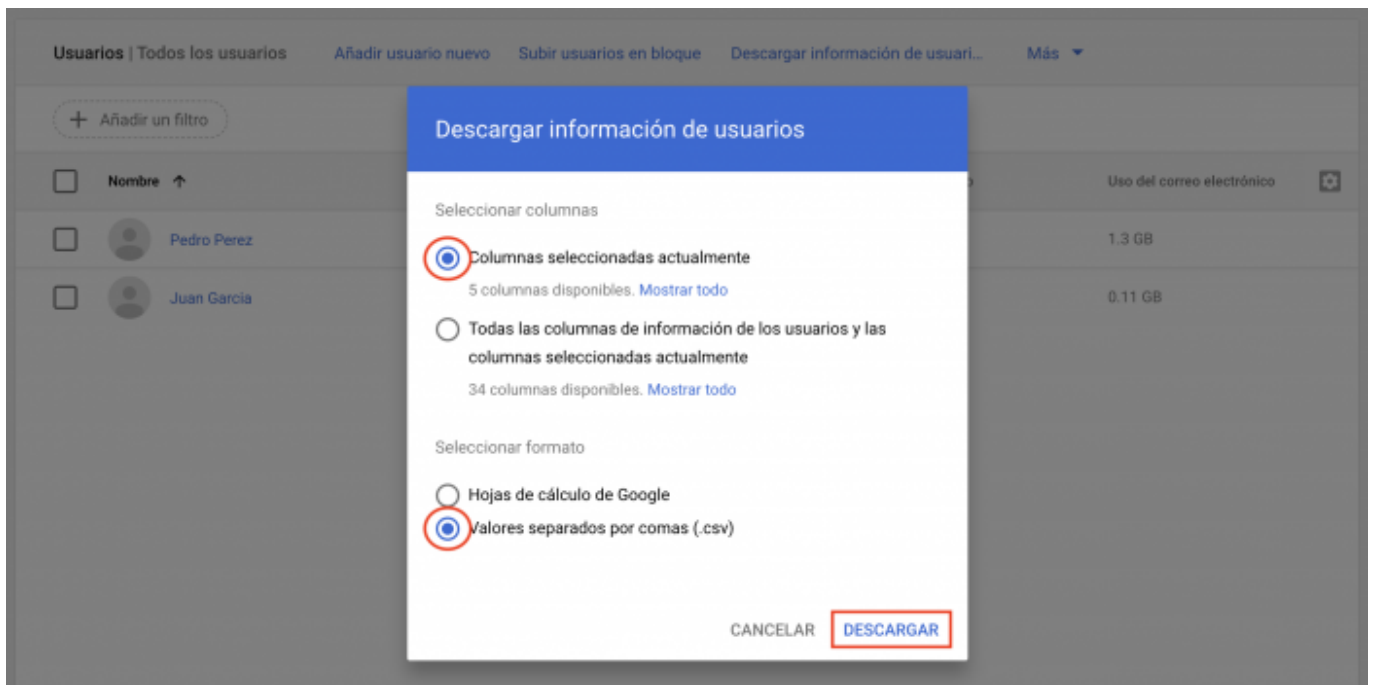 Usuarios | Todos los usuarios Añadir usuario nuevo Subir usuarios en bloque Descargar información de usuari... Más
Añadir un filtro
Descargar información de usuarios
Nombre Uso del correo electrónico
Seleccionar columnas
Pedro Perez 1.3 GB
Columnas seleccionadas actualmente
5 columnas disponibles. Mostrar todo
Juan Garcia 0.11 GB
Todas las columnas de información de los usuarios y las
columnas seleccionadas actualmente
34 columnas disponibles. Mostrar todo
Seleccionar formato
Hojas de cálculo de Google
Valores separados por comas (.csv)
CANCELAR DESCARGAR